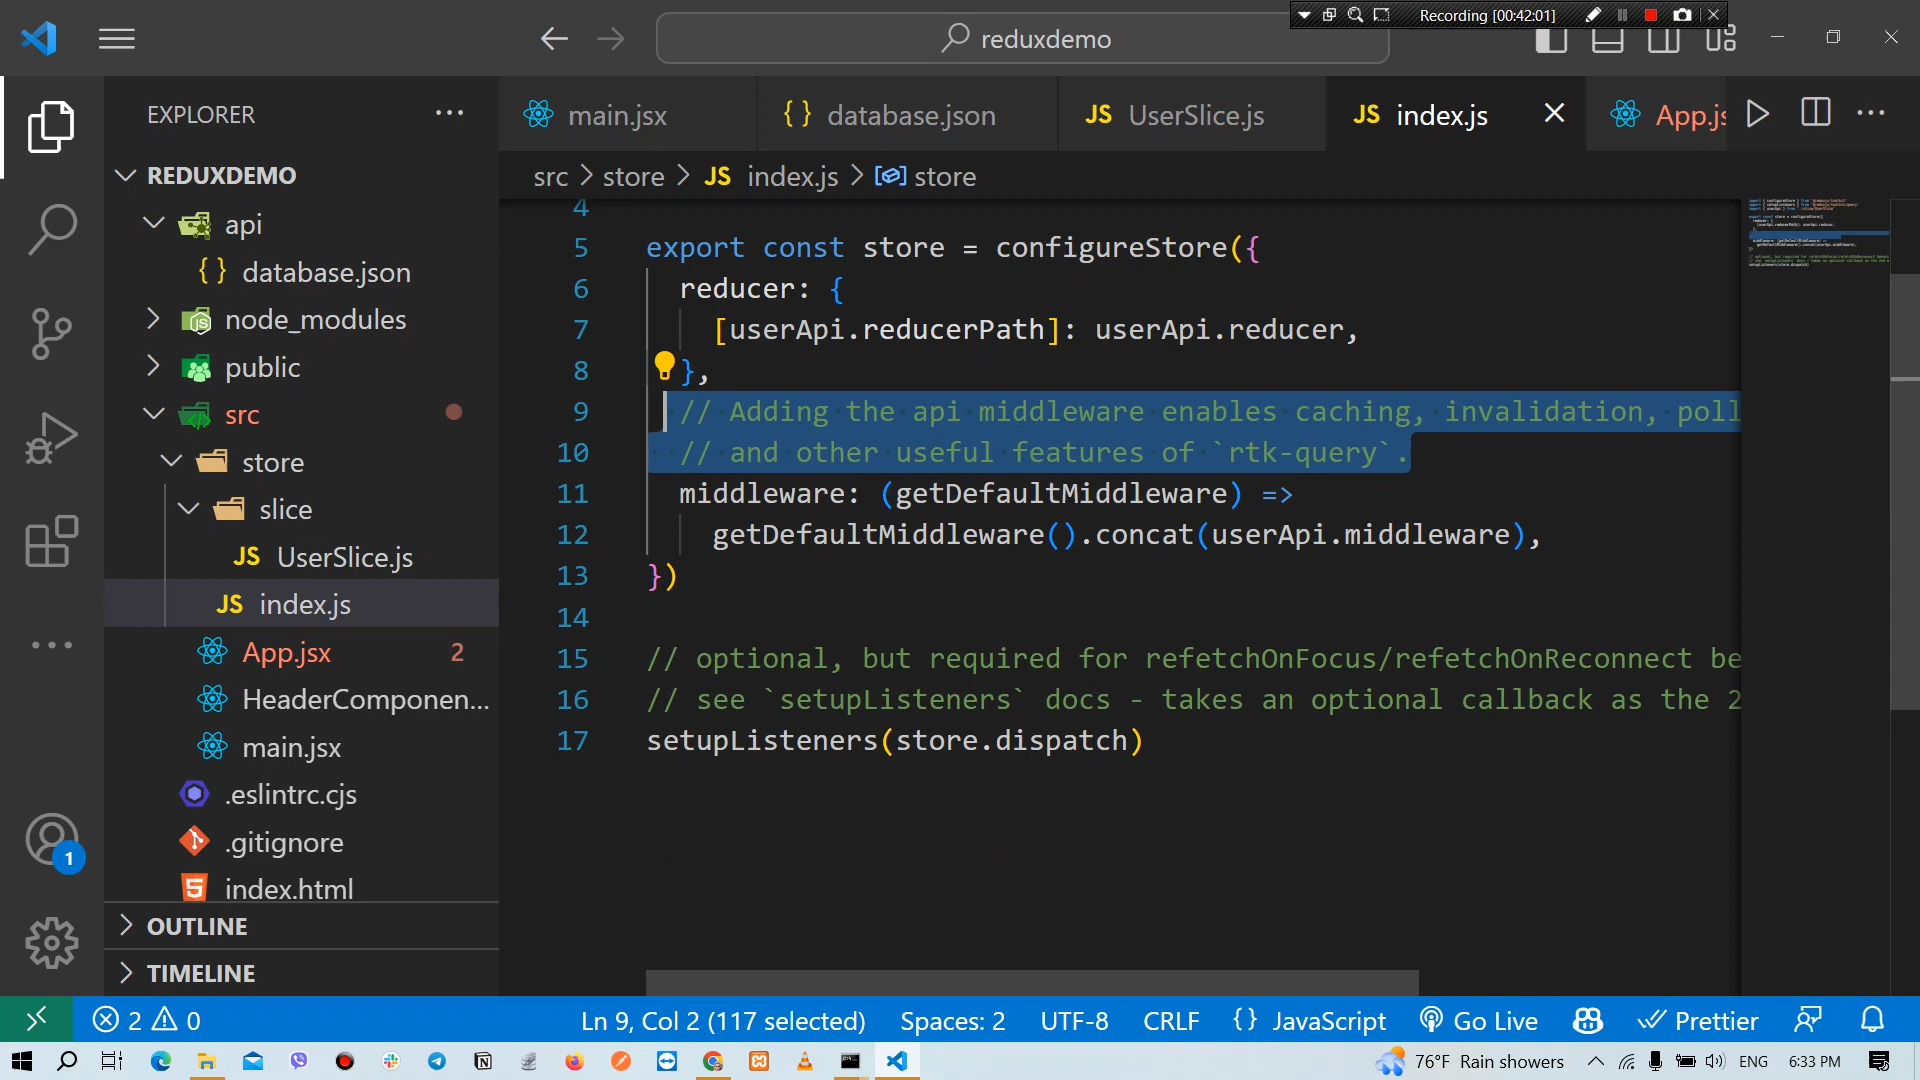 reduxdemo
Recording [00:42:01]
EXPLORER
main.jsx
database.json
UserSlice.js
index.js
App.js
REDUXDEMO
api
database.json
node_modules
public
src
store
slice
UserSlice.js
index.js
App.jsx 2
HeaderComponen...
main.jsx
.eslintrc.cjs
.gitignore
index.html
OUTLINE
TIMELINE
src > store > JS index.js > store
4
5 export const store = configureStore({
6 reducer: {
7 [userApi.reducerPath]: userApi.reducer,
8 },
9 // Adding the api middleware enables caching, invalidation, poll
10 // and other useful features of `rtk-query`.
11 middleware: (getDefaultMiddleware) =>
12 getDefaultMiddleware().concat(userApi.middleware),
13 })
14
15 // optional, but required for refetchOnFocus/refetchOnReconnect be
16 // see `setupListeners` docs - takes an optional callback as the 2
17 setupListeners(store.dispatch)
1
2 0 Ln 9, Col 2 (117 selected) Spaces: 2 UTF-8 CRLF {} JavaScript Go Live Prettier
76°F Rain showers ENG 6:33 PM